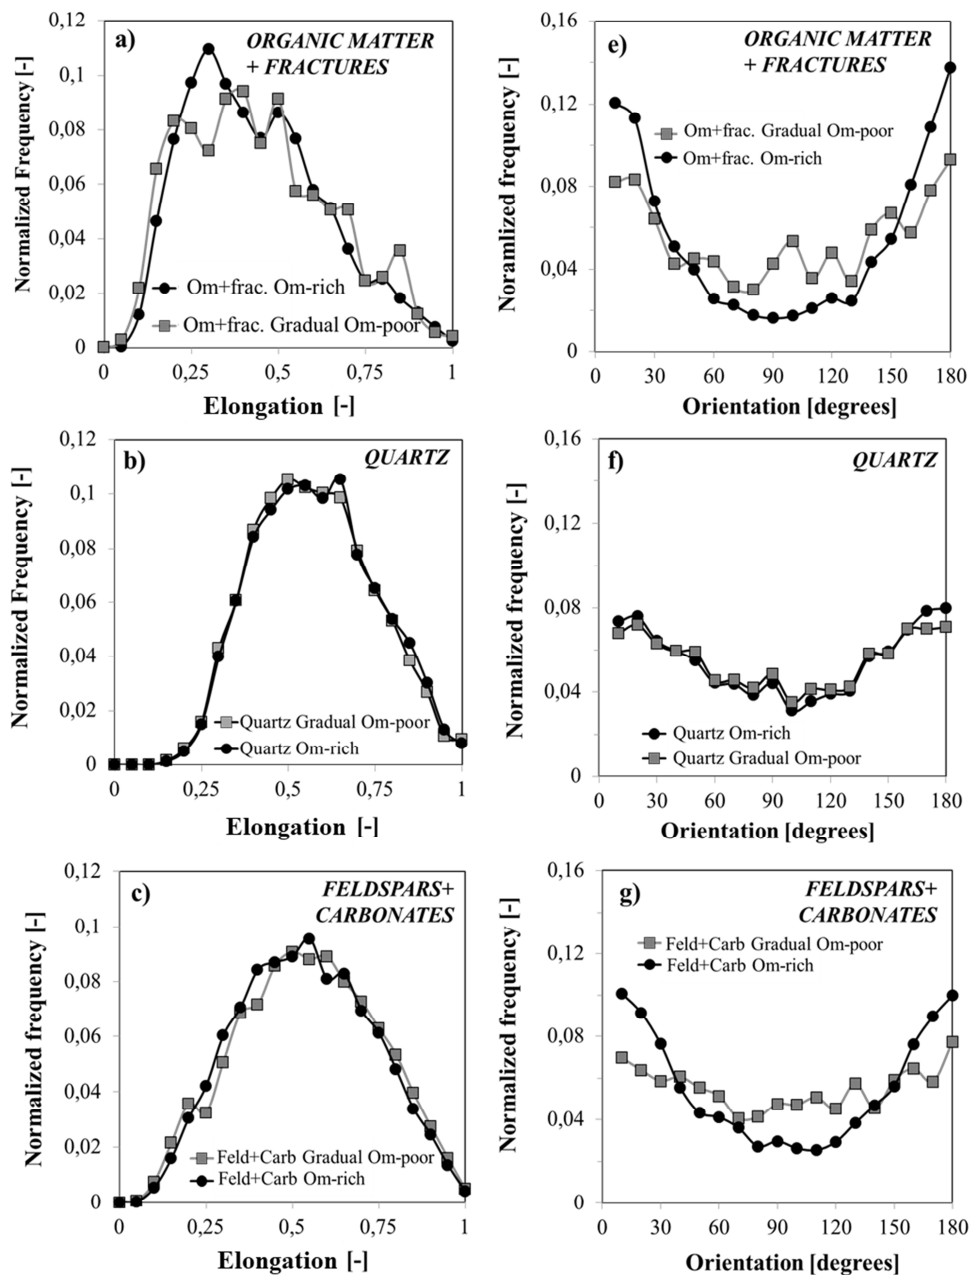 a)
ORGANIC MATTER
+ FRACTURES
Normalized Frequency [-]
0,12
0,1
0,08
0,06
0,04
0,02
0
Om+frac. Om-rich
Om+frac. Gradual Om-poor
0 0,25 0,5 0,75 1
Elongation [-]
e)
ORGANIC MATTER
+ FRACTURES
Noramlized frequency [-]
0,16
0,12
0,08
0,04
0
Om+frac. Gradual Om-poor
Om+frac. Om-rich
0 30 60 90 120 150 180
Orientation [degrees]
b)
QUARTZ
Normalized Frequency [-]
0,12
0,1
0,08
0,06
0,04
0,02
0
Quartz Gradual Om-poor
Quartz Om-rich
0 0,25 0,5 0,75 1
Elongation [-]
f)
QUARTZ
Normalized frequency [-]
0,16
0,12
0,08
0,04
0
Quartz Om-rich
Quartz Gradual Om-poor
0 30 60 90 120 150 180
Orientation [degrees]
c)
FELDSPARS+
CARBONATES
Normalized frequency [-]
0,12
0,1
0,08
0,06
0,04
0,02
0
Feld+Carb Gradual Om-poor
Feld+Carb Om-rich
0 0,25 0,5 0,75 1
Elongation [-]
g)
FELDSPARS+
CARBONATES
Normalized frequency [-]
0,16
0,12
0,08
0,04
0
Feld+Carb Gradual Om-poor
Feld+Carb Om-rich
0 30 60 90 120 150 180
Orientation [degrees]